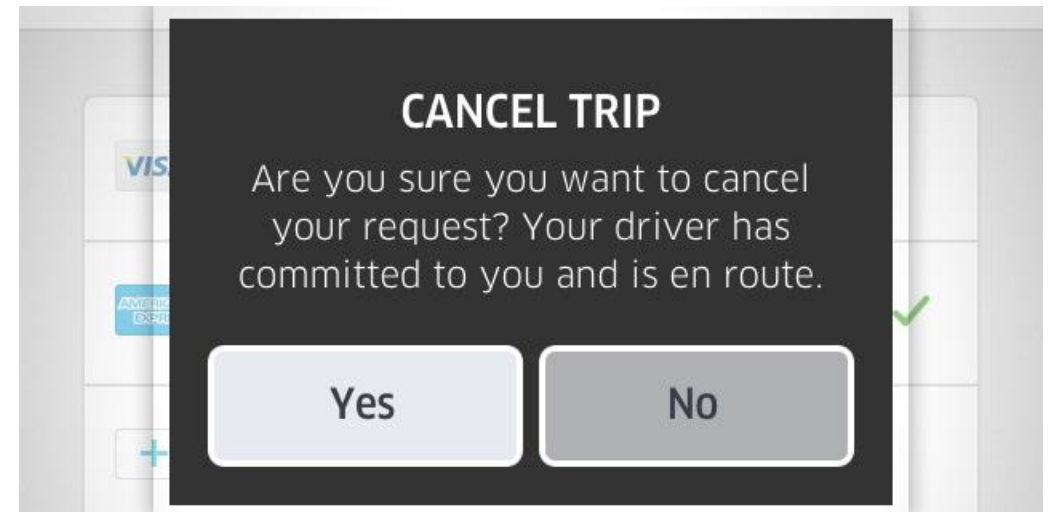 CANCEL TRIP
Are you sure you want to cancel
your request? Your driver has
committed to you and is en route.
Yes
No